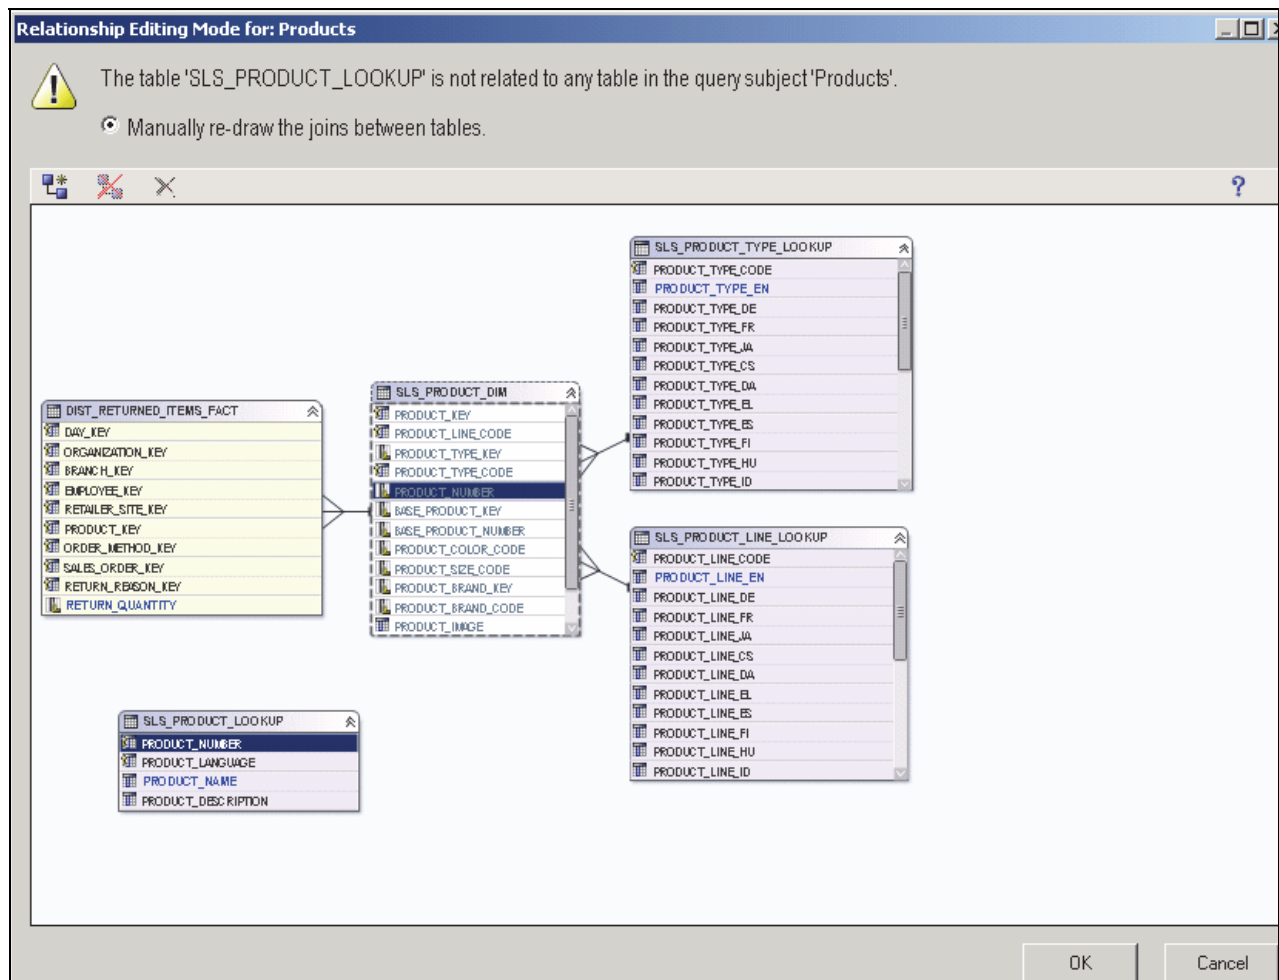 Relationship Editing Mode for: Products
The table 'SLS_PRODUCT_LOOKUP' is not related to any table in the query subject 'Products'.
Manually re-draw the joins between tables.
?
SLS_PRODUCT_TYPE_LOOKUP
PRODUCT_TYPE_CODE
PRODUCT_TYPE_EN
PRODUCT_TYPE_DE
PRODUCT_TYPE_FR
PRODUCT_TYPE_JA
PRODUCT_TYPE_CS
PRODUCT_TYPE_DA
PRODUCT_TYPE_EL
PRODUCT_TYPE_ES
PRODUCT_TYPE_FI
PRODUCT_TYPE_HU
PRODUCT_TYPE_ID
SLS_PRODUCT_DIM
PRODUCT_KEY
PRODUCT_LINE_CODE
PRODUCT_TYPE_KEY
PRODUCT_TYPE_CODE
PRODUCT_NUMBER
BASE_PRODUCT_KEY
BASE_PRODUCT_NUMBER
PRODUCT_COLOR_CODE
PRODUCT_SIZE_CODE
PRODUCT_BRAND_KEY
PRODUCT_BRAND_CODE
PRODUCT_IMAGE
DIST_RETURNED_ITEMS_FACT
DAY_KEY
ORGANIZATION_KEY
BRANCH_KEY
EMPLOYEE_KEY
RETAILER_SITE_KEY
PRODUCT_KEY
ORDER_METHOD_KEY
SALES_ORDER_KEY
RETURN_REASON_KEY
RETURN_QUANTITY
SLS_PRODUCT_LINE_LOOKUP
PRODUCT_LINE_CODE
PRODUCT_LINE_EN
PRODUCT_LINE_DE
PRODUCT_LINE_FR
PRODUCT_LINE_JA
PRODUCT_LINE_CS
PRODUCT_LINE_DA
PRODUCT_LINE_EL
PRODUCT_LINE_ES
PRODUCT_LINE_FI
PRODUCT_LINE_HU
PRODUCT_LINE_ID
SLS_PRODUCT_LOOKUP
PRODUCT_NUMBER
PRODUCT_LANGUAGE
PRODUCT_NAME
PRODUCT_DESCRIPTION
OK
Cancel